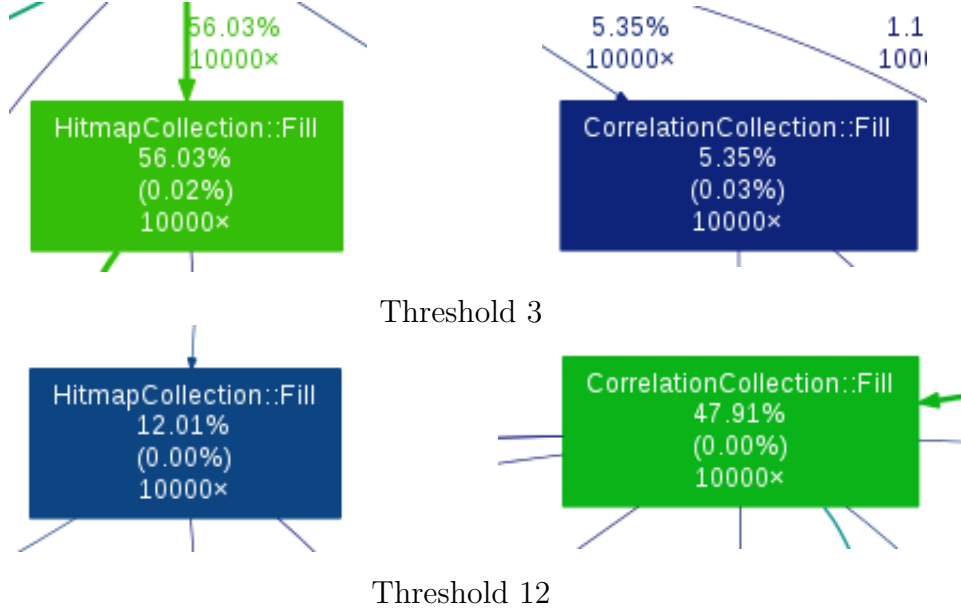 56.03%
10000×
5.35%
10000×
HitmapCollection::Fill
56.03%
(0.02%)
10000×
CorrelationCollection::Fill
5.35%
(0.03%)
10000×
Threshold 3
HitmapCollection::Fill
12.01%
(0.00%)
10000×
CorrelationCollection::Fill
47.91%
(0.00%)
10000×
Threshold 12